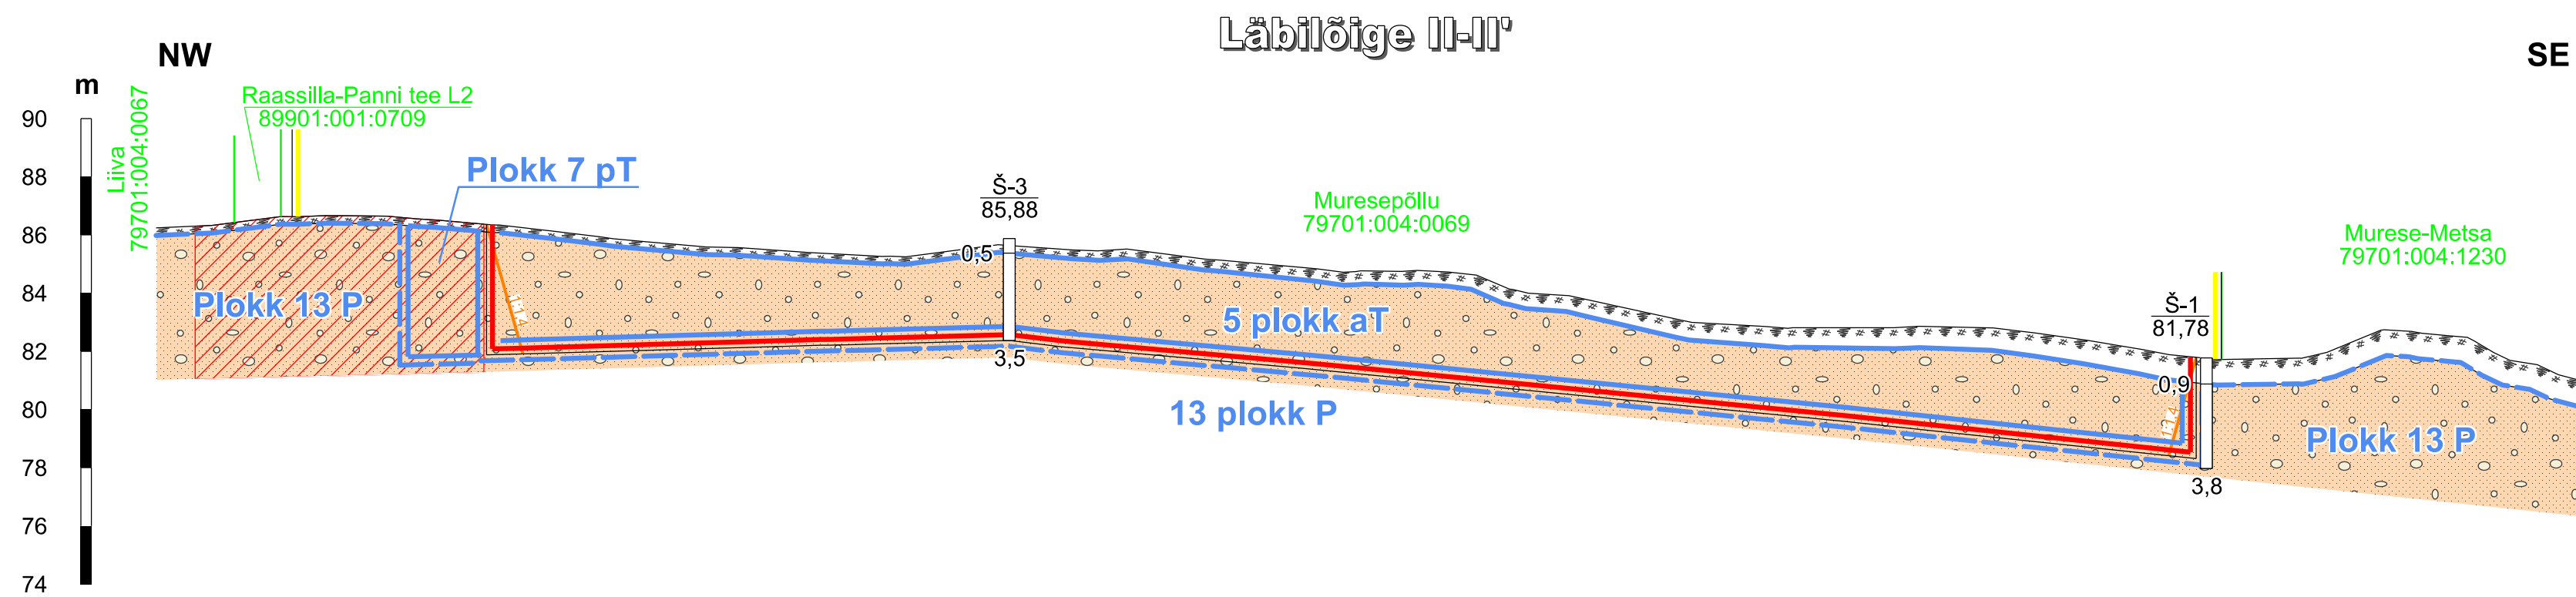 Läbilõige II-II'
NW
SE
m
90
88
86
84
82
80
78
76
74
Liiva
79701:004:0067
Raassilla-Panni tee L2
89901:001:0709
Plokk 7 pT
Plokk 13 P
Š-3
85,88
0,5
3,5
Muresepõllu
79701:004:0069
5 plokk aT
13 plokk P
Murese-Metsa
79701:004:1230
Š-1
81,78
0,9
3,8
Plokk 13 P